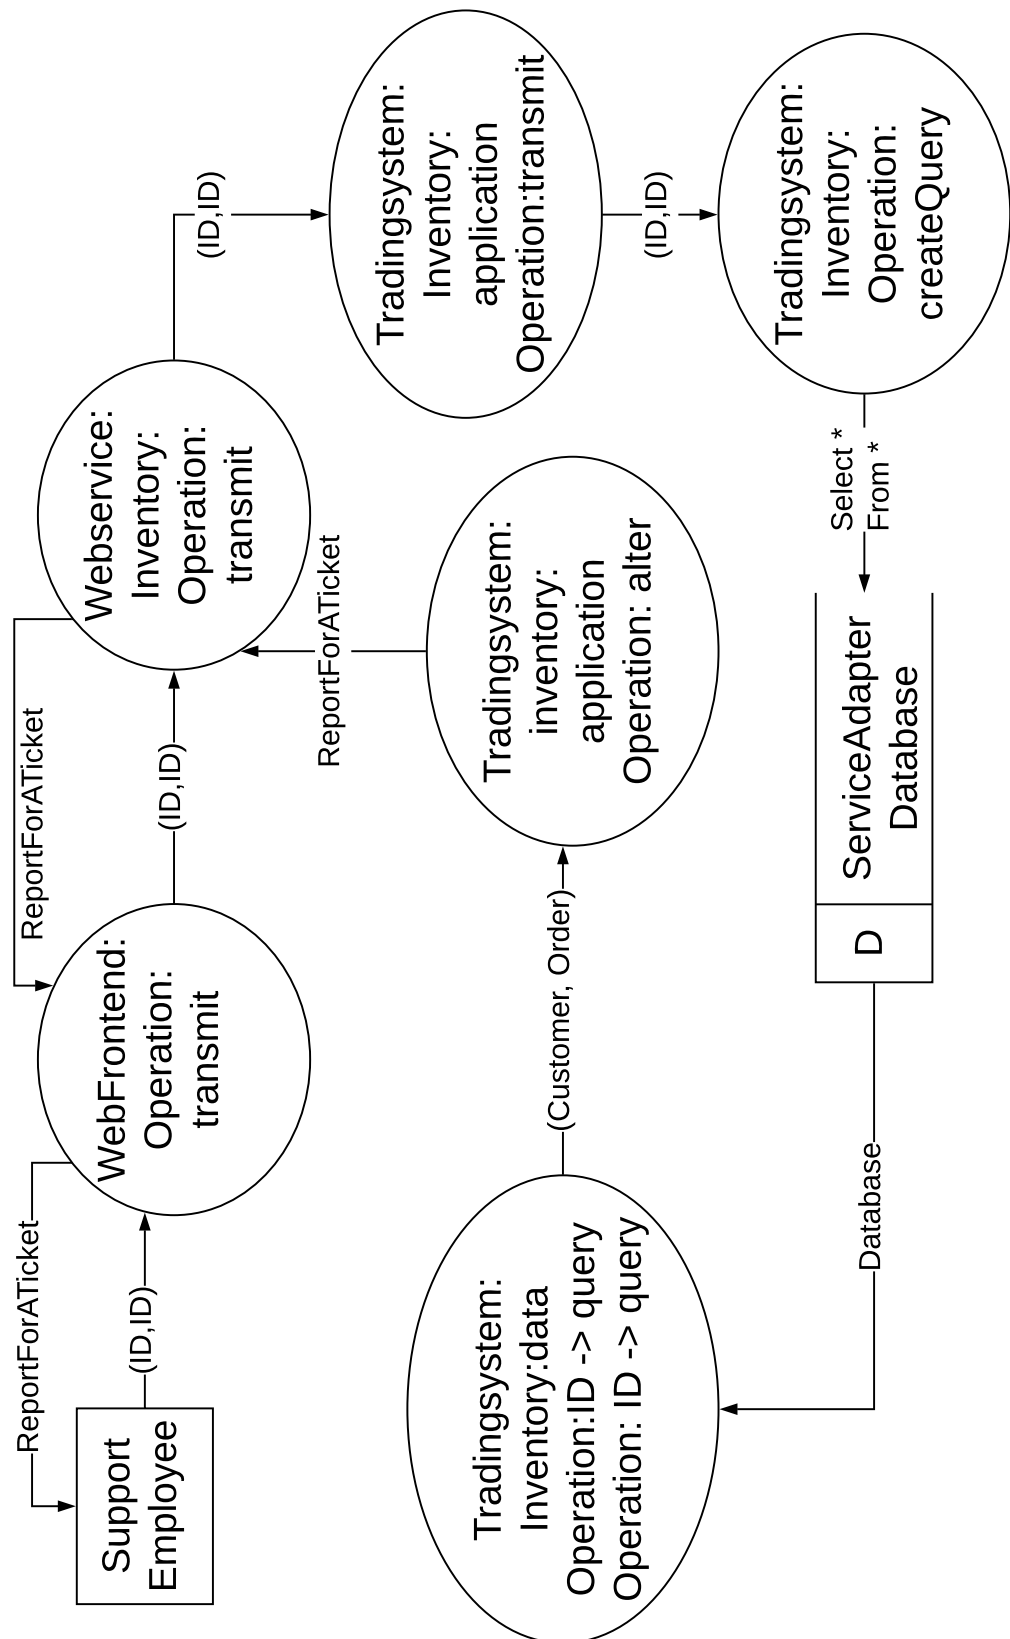 Support
Employee
(ID,ID)
ReportForATicket
WebFrontend:
Operation:
transmit
(ID,ID)
ReportForATicket
Webservice:
Inventory:
Operation:
transmit
(ID,ID)
Tradingsystem:
Inventory:
application
Operation:transmit
(ID,ID)
Tradingsystem:
Inventory:
Operation:
createQuery
Select *
From *
D
ServiceAdapter
Database
Database
Tradingsystem:
Inventory:data
Operation:ID -> query
Operation: ID -> query
(Customer, Order)
Tradingsystem:
inventory:
application
Operation: alter
ReportForATicket